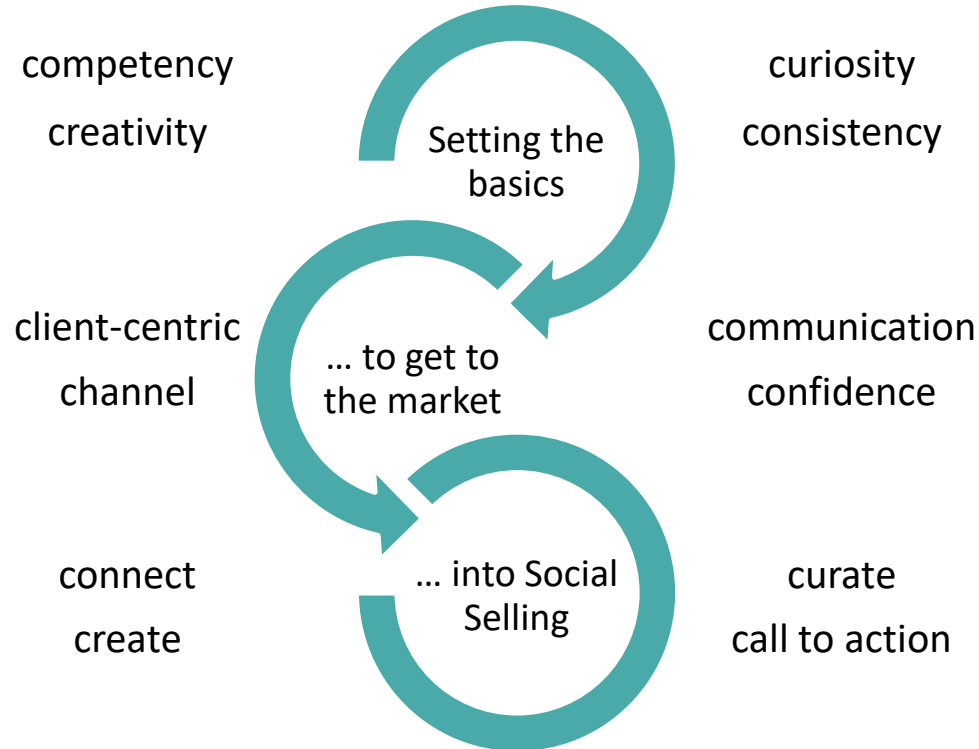 competency
creativity
Setting the
basics
curiosity
consistency
client-centric
channel
... to get to
the market
communication
confidence
connect
create
... into Social
Selling
curate
call to action